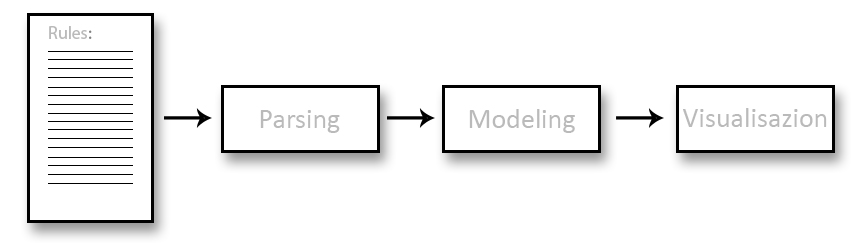 Rules:
Parsing
Modeling
Visualisazion